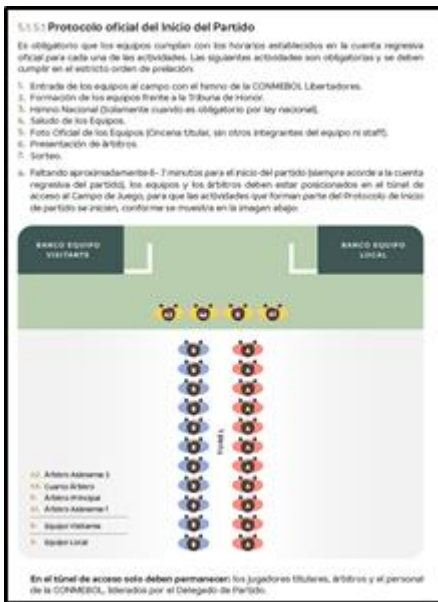 5.1.5.1 Protocolo oficial del Inicio del Partido
Es obligatorio que los equipos cumplan con los horarios establecidos en la cuenta regresiva
oficial para cada una de las actividades. Las siguientes actividades son obligatorias y se deben
cumplir en el estricto orden de prelación:
1. Entrada de los equipos al campo con el himno de la CONMEBOL Libertadores.
2. Formación de los equipos frente a la Tribuna de Honor.
3. Himno Nacional (Solamente cuando es obligatorio por ley nacional).
4. Saludo de los Equipos.
5. Foto Oficial de los Equipos (Oncena titular, sin otros integrantes del equipo ni staff).
6. Presentación de árbitros.
7. Sorteo.
a. Faltando aproximadamente 6- 7 minutos para el inicio del partido (siempre acorde a la cuenta
regresiva del partido), los equipos y los árbitros deben estar posicionados en el túnel de
acceso al Campo de Juego, para que las actividades que forman parte del Protocolo de Inicio
de partido se inicien, conforme se muestra en la imagen abajo:
BANCO EQUIPO
VISITANTE
BANCO EQUIPO
LOCAL
TUNEL
A2. Árbitro Asistente 2
4A. Cuarto Árbitro
R. Árbitro Principal
A1. Árbitro Asistente 1
B. Equipo Visitante
A. Equipo Local
En el túnel de acceso solo deben permanecer: los jugadores titulares, árbitros y el personal
de la CONMEBOL, liderados por el Delegado de Partido.